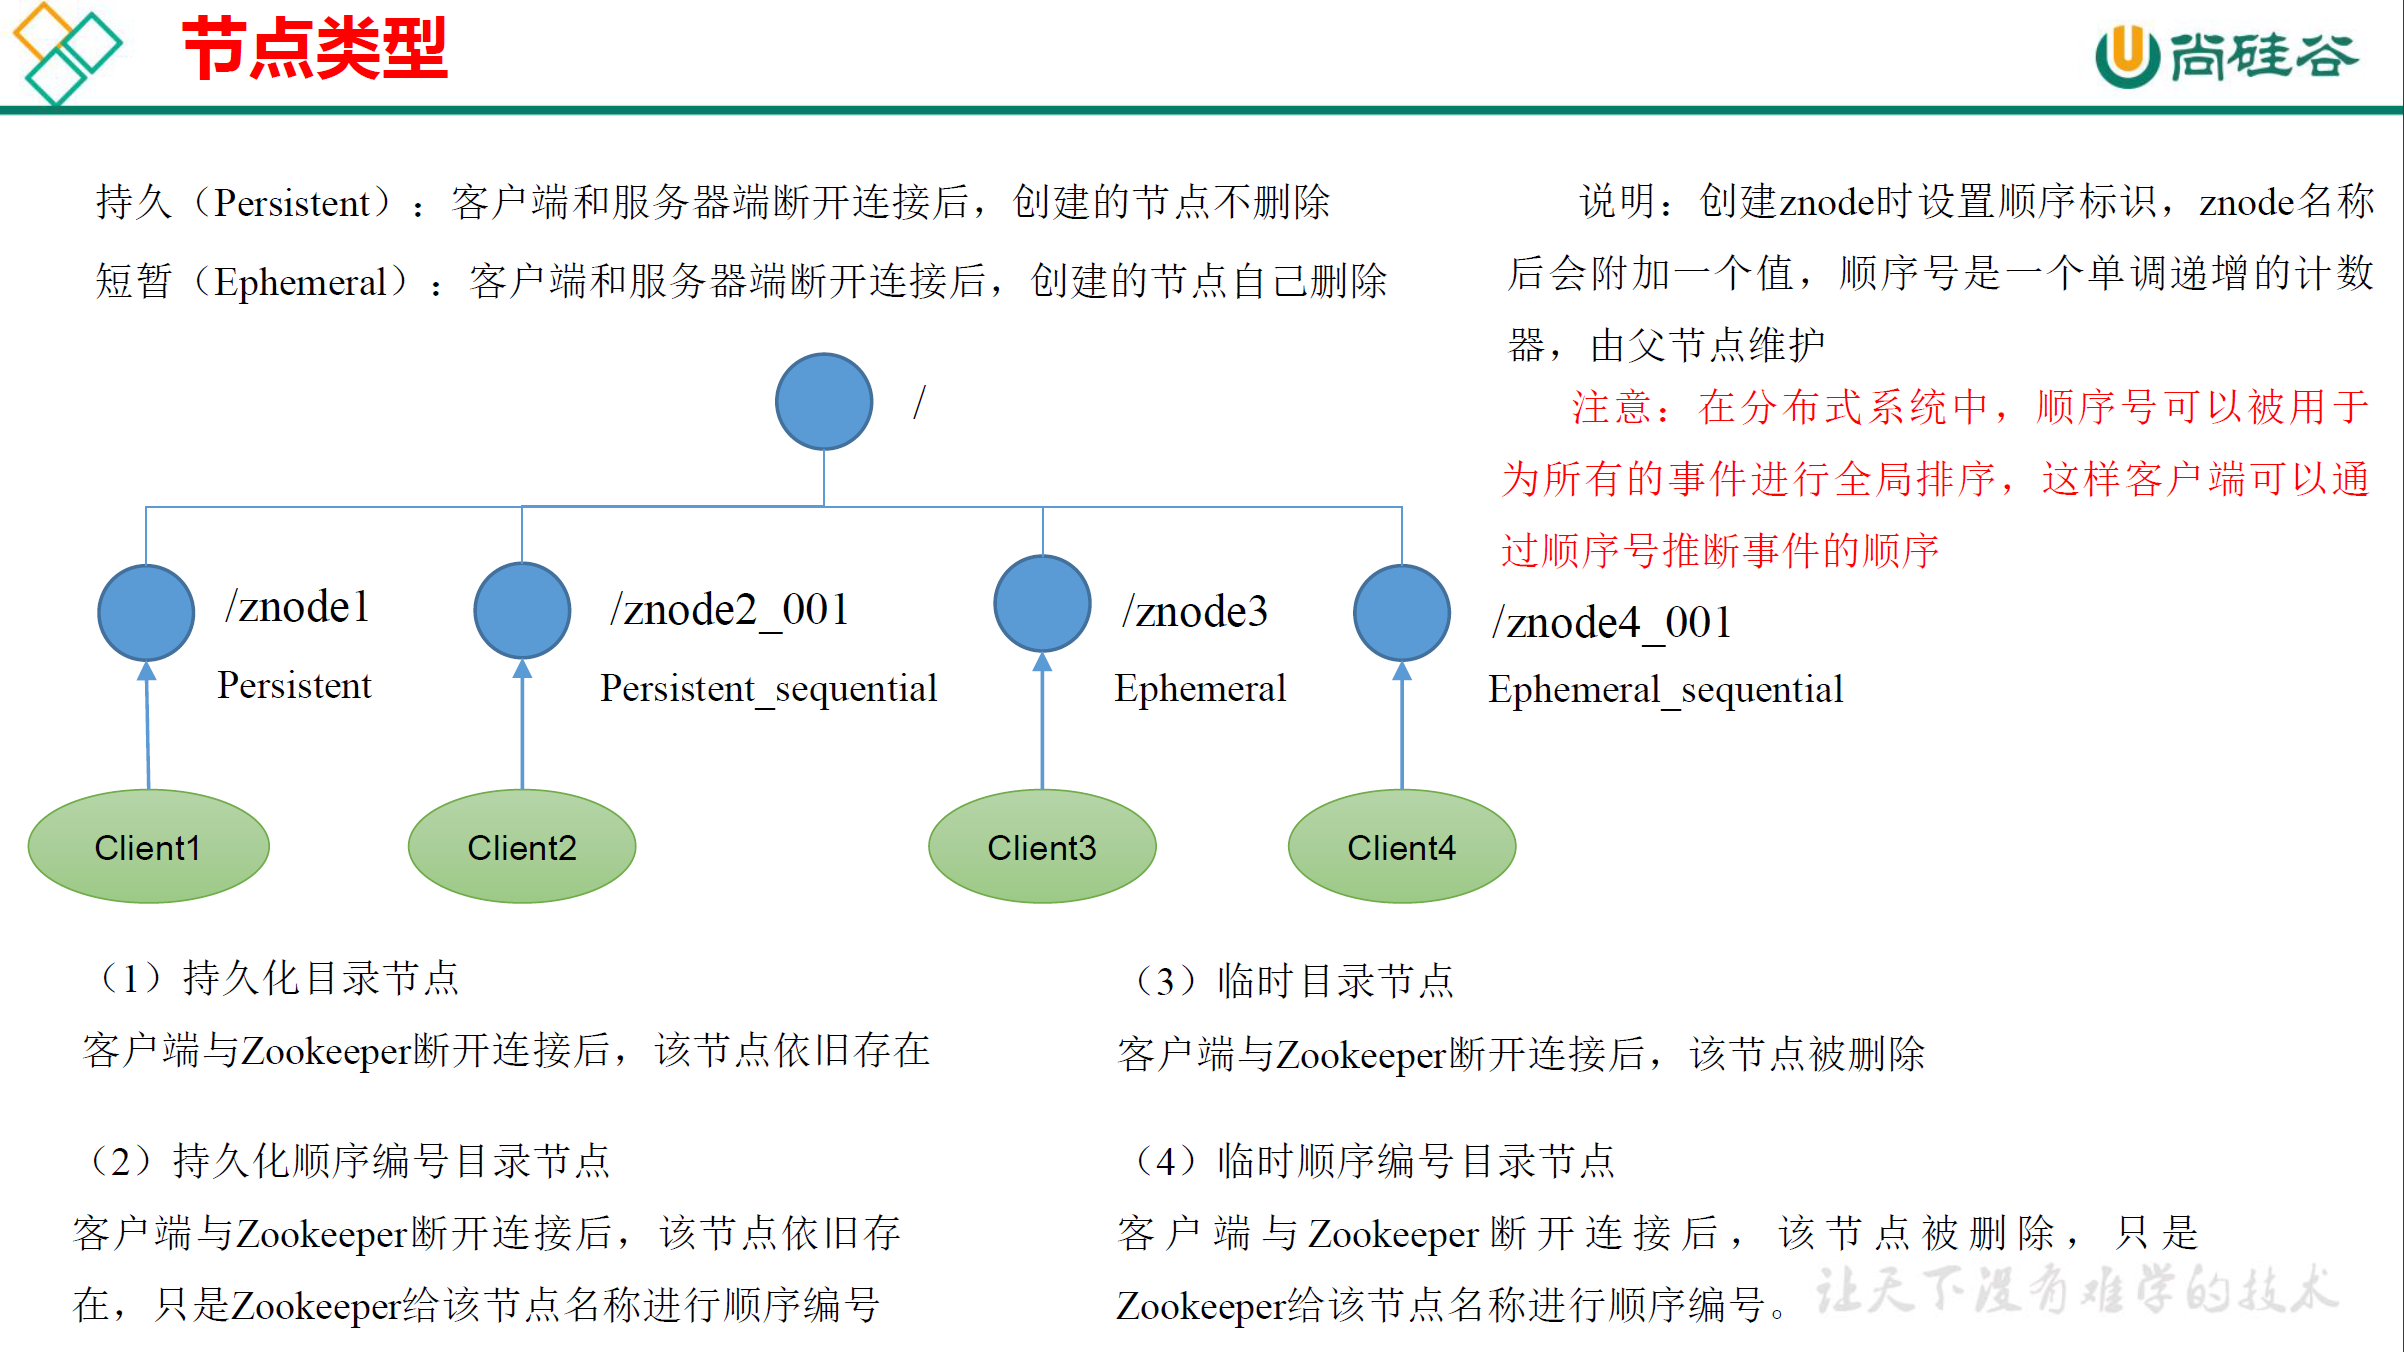 节点类型
尚硅谷
持久（Persistent）：客户端和服务器端断开连接后，创建的节点不删除
短暂（Ephemeral）：客户端和服务器端断开连接后，创建的节点自己删除
说明：创建znode时设置顺序标识，znode名称
后会附加一个值，顺序号是一个单调递增的计数
器，由父节点维护
注意：在分布式系统中，顺序号可以被用于
为所有的事件进行全局排序，这样客户端可以通
过顺序号推断事件的顺序
/
/znode1
Persistent
/znode2_001
Persistent_sequential
/znode3
Ephemeral
/znode4_001
Ephemeral_sequential
Client1
Client2
Client3
Client4
（1）持久化目录节点
客户端与Zookeeper断开连接后，该节点依旧存在
（2）持久化顺序编号目录节点
客户端与Zookeeper断开连接后，该节点依旧存
在，只是Zookeeper给该节点名称进行顺序编号
（3）临时目录节点
客户端与Zookeeper断开连接后，该节点被删除
（4）临时顺序编号目录节点
客户端与Zookeeper断开连接后，该节点被删除，只是
Zookeeper给该节点名称进行顺序编号。
让天下没有难学的技术